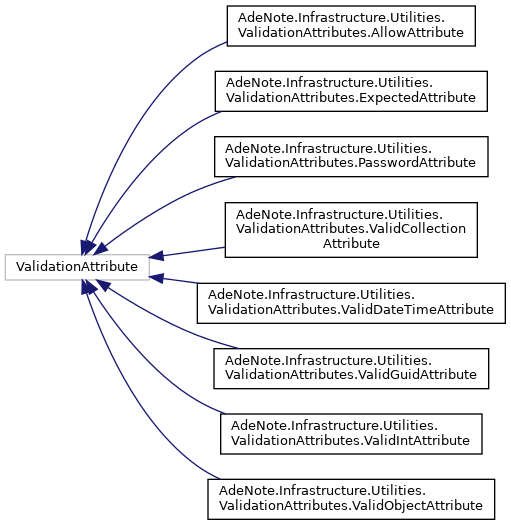 AdeNote.Infrastructure.Utilities.
ValidationAttributes.AllowAttribute
AdeNote.Infrastructure.Utilities.
ValidationAttributes.ExpectedAttribute
AdeNote.Infrastructure.Utilities.
ValidationAttributes.PasswordAttribute
AdeNote.Infrastructure.Utilities.
ValidationAttributes.ValidCollection
Attribute
ValidationAttribute
AdeNote.Infrastructure.Utilities.
ValidationAttributes.ValidDateTimeAttribute
AdeNote.Infrastructure.Utilities.
ValidationAttributes.ValidGuidAttribute
AdeNote.Infrastructure.Utilities.
ValidationAttributes.ValidIntAttribute
AdeNote.Infrastructure.Utilities.
ValidationAttributes.ValidObjectAttribute